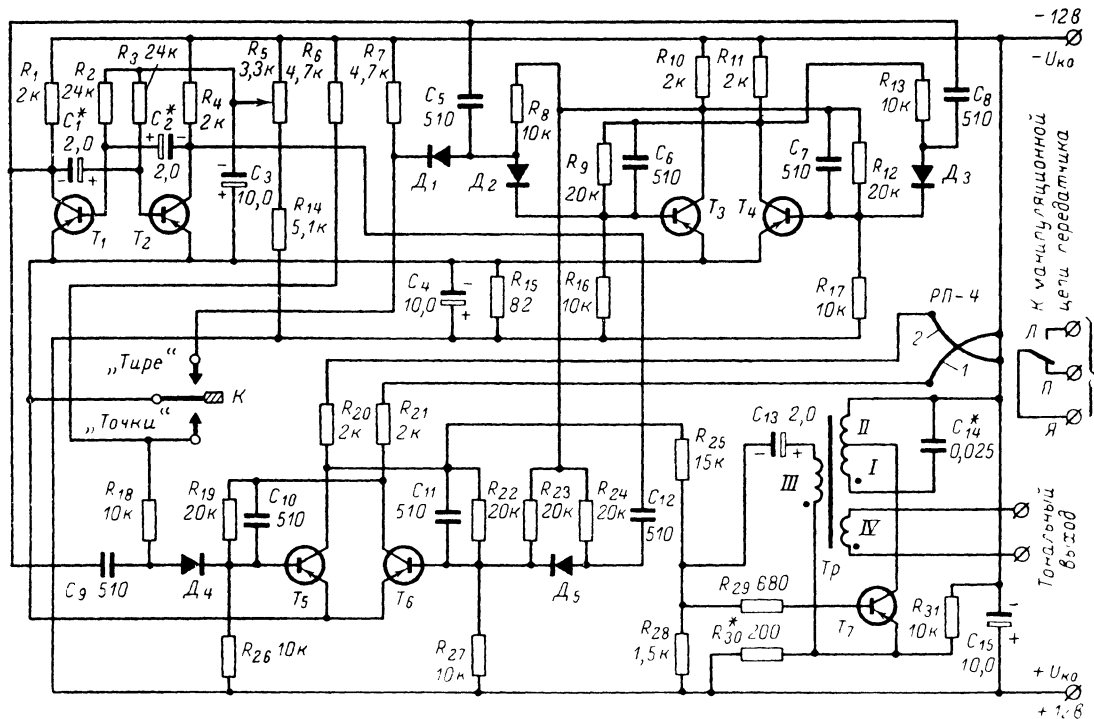 − 12В
− Uкэ
R1
2к
R2
24к
R3 24к
R4
2к
R5
3,3к
R6
4,7к
R7
4,7к
C1*
2,0
C2*
2,0
C3
10,0
C5
510
R8
10к
Д1
Д2
R9
20к
C6
510
R10
2к
R11
2к
C7
510
R12
20к
R13
10к
C8
510
Д3
T1
T2
T3
T4
R14
5,1к
C4
10,0
R15
82
R16
10к
R17
10к
РП-4
2
1
К манипуляционной
цепи передатчика
Л
П
Я
„Тире“
К
„Точки“
R18
10к
R19
20к
C10
510
R20
2к
R21
2к
C11
510
R22
20к
R23
20к
R24
20к
C12
510
R25
15к
C13 2,0
III
II
I
IV
C14*
0,025
Тональный
выход
C9 510
Д4
T5
T6
Д5
Тр
R26 10к
R27
10к
R28
1,5к
R29 680
R30* 200
T7
R31
10к
C15
10,0
+ Uкэ
+ 12В